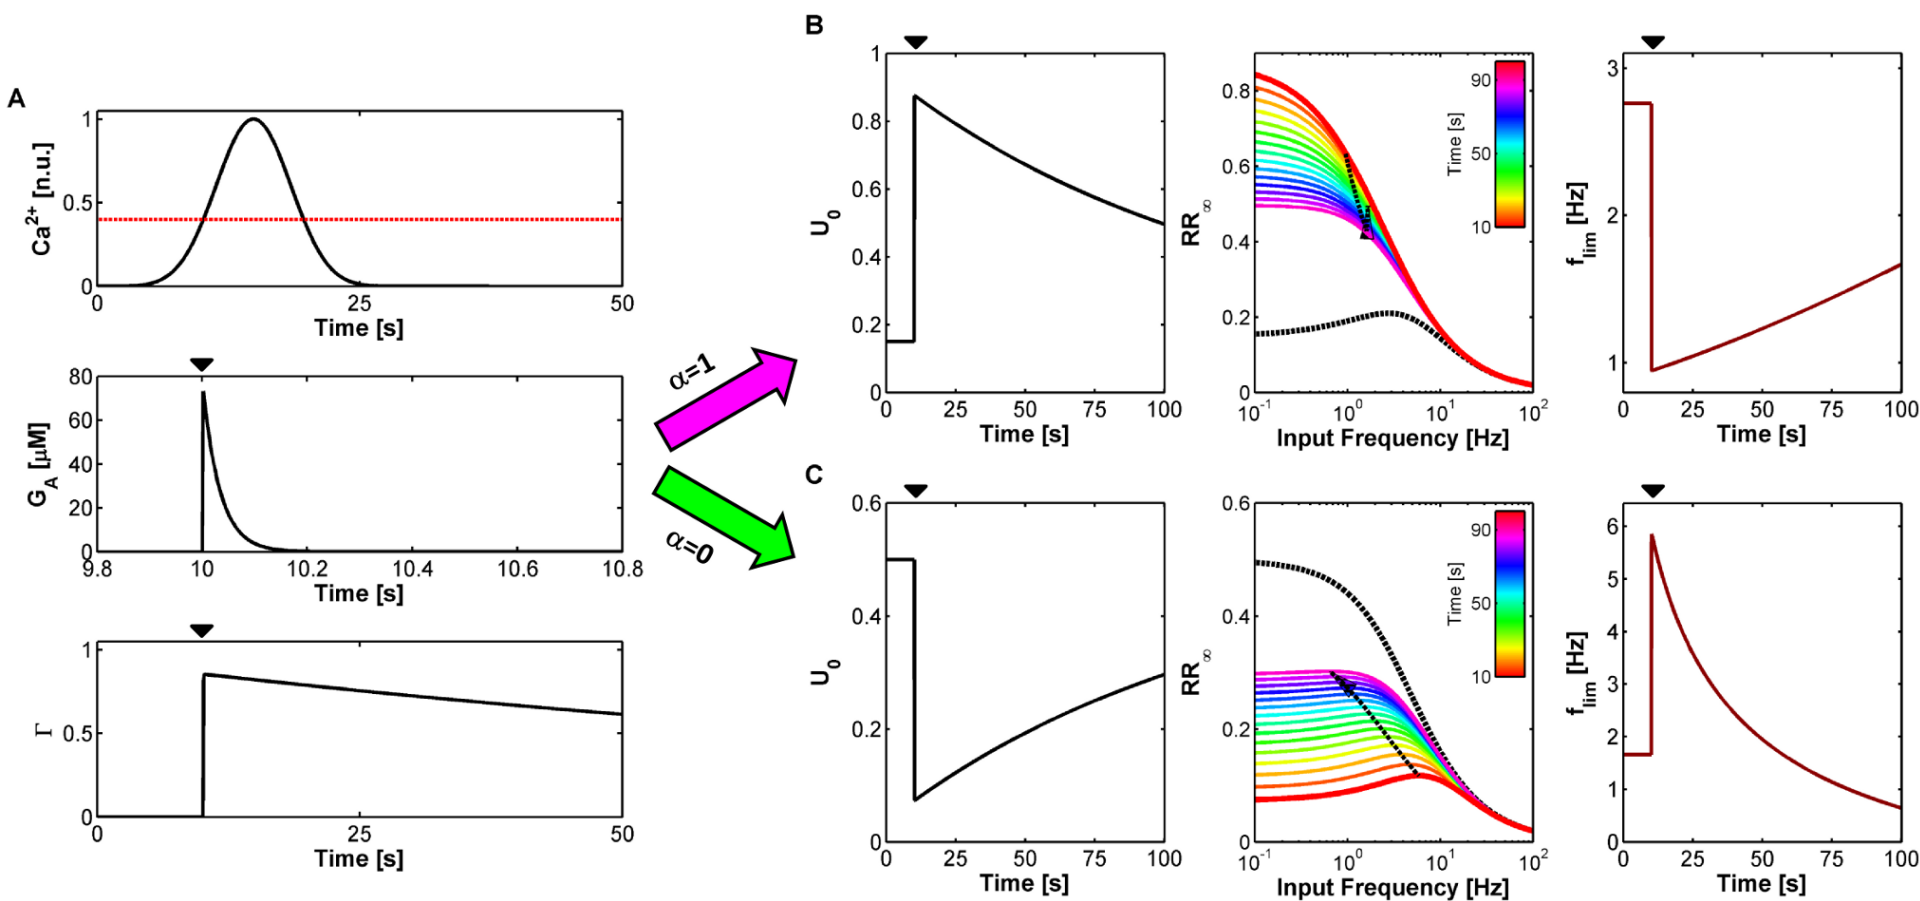 A
Ca2+ [n.u.]
1
0.5
0
0 25 50
Time [s]
GA [μM]
80
60
40
20
0
9.8 10 10.2 10.4 10.6 10.8
Time [s]
Γ
1
0.5
0
0 25 50
Time [s]
α=1
α=0
B
U0
1
0.8
0.6
0.4
0.2
0
0 25 50 75 100
Time [s]
RR∞
0.8
0.6
0.4
0.2
0
10-1 100 101 102
Input Frequency [Hz]
Time [s]
90
50
10
flim [Hz]
3
2
1
0 25 50 75 100
Time [s]
C
U0
0.6
0.4
0.2
0
0 25 50 75 100
Time [s]
RR∞
0.6
0.4
0.2
0
10-1 100 101 102
Input Frequency [Hz]
Time [s]
90
50
10
flim [Hz]
6
5
4
3
2
1
0
0 25 50 75 100
Time [s]